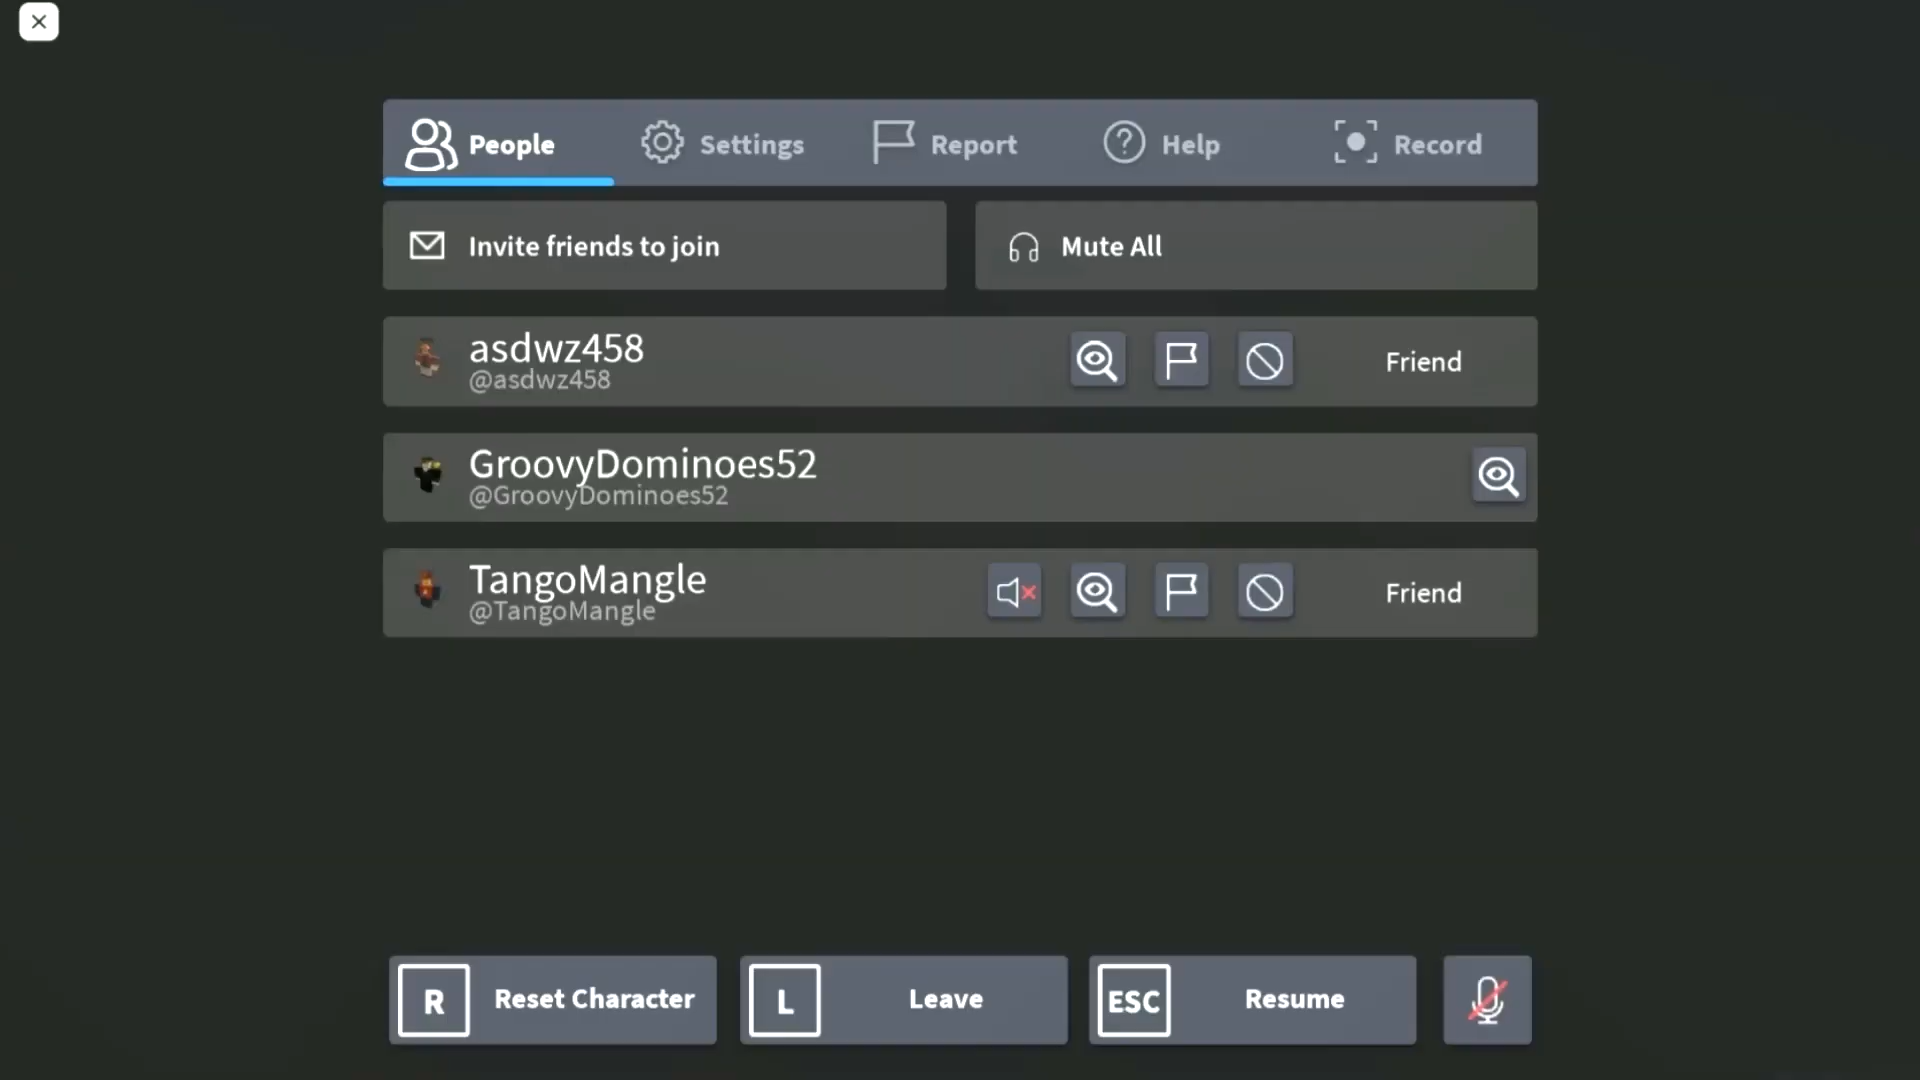 People
Settings
Report
Help
Record
Invite friends to join
Mute All
asdwz458
@asdwz458
Friend
GroovyDominoes52
@GroovyDominoes52
TangoMangle
@TangoMangle
Friend
R
Reset Character
L
Leave
ESC
Resume